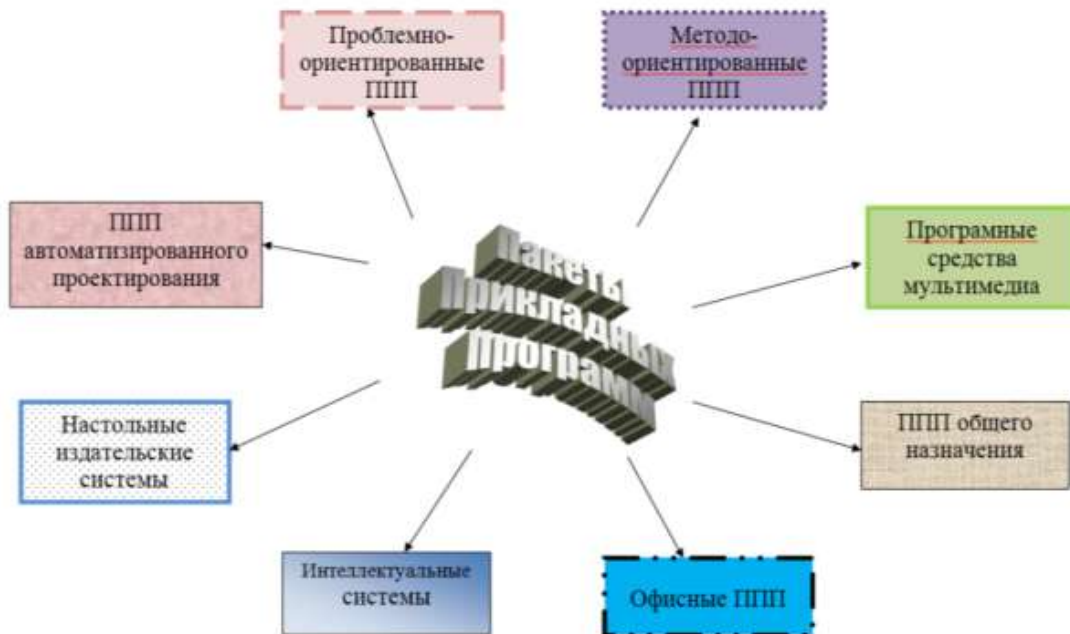 Проблемно-
ориентированные
ППП
Методо-
ориентированные
ППП
ППП
автоматизированного
проектирования
Програмные
средства
мультимедиа
Пакеты
Прикладных
Программ
Настольные
издательские
системы
ППП общего
назначения
Интеллектуальные
системы
Офисные ППП